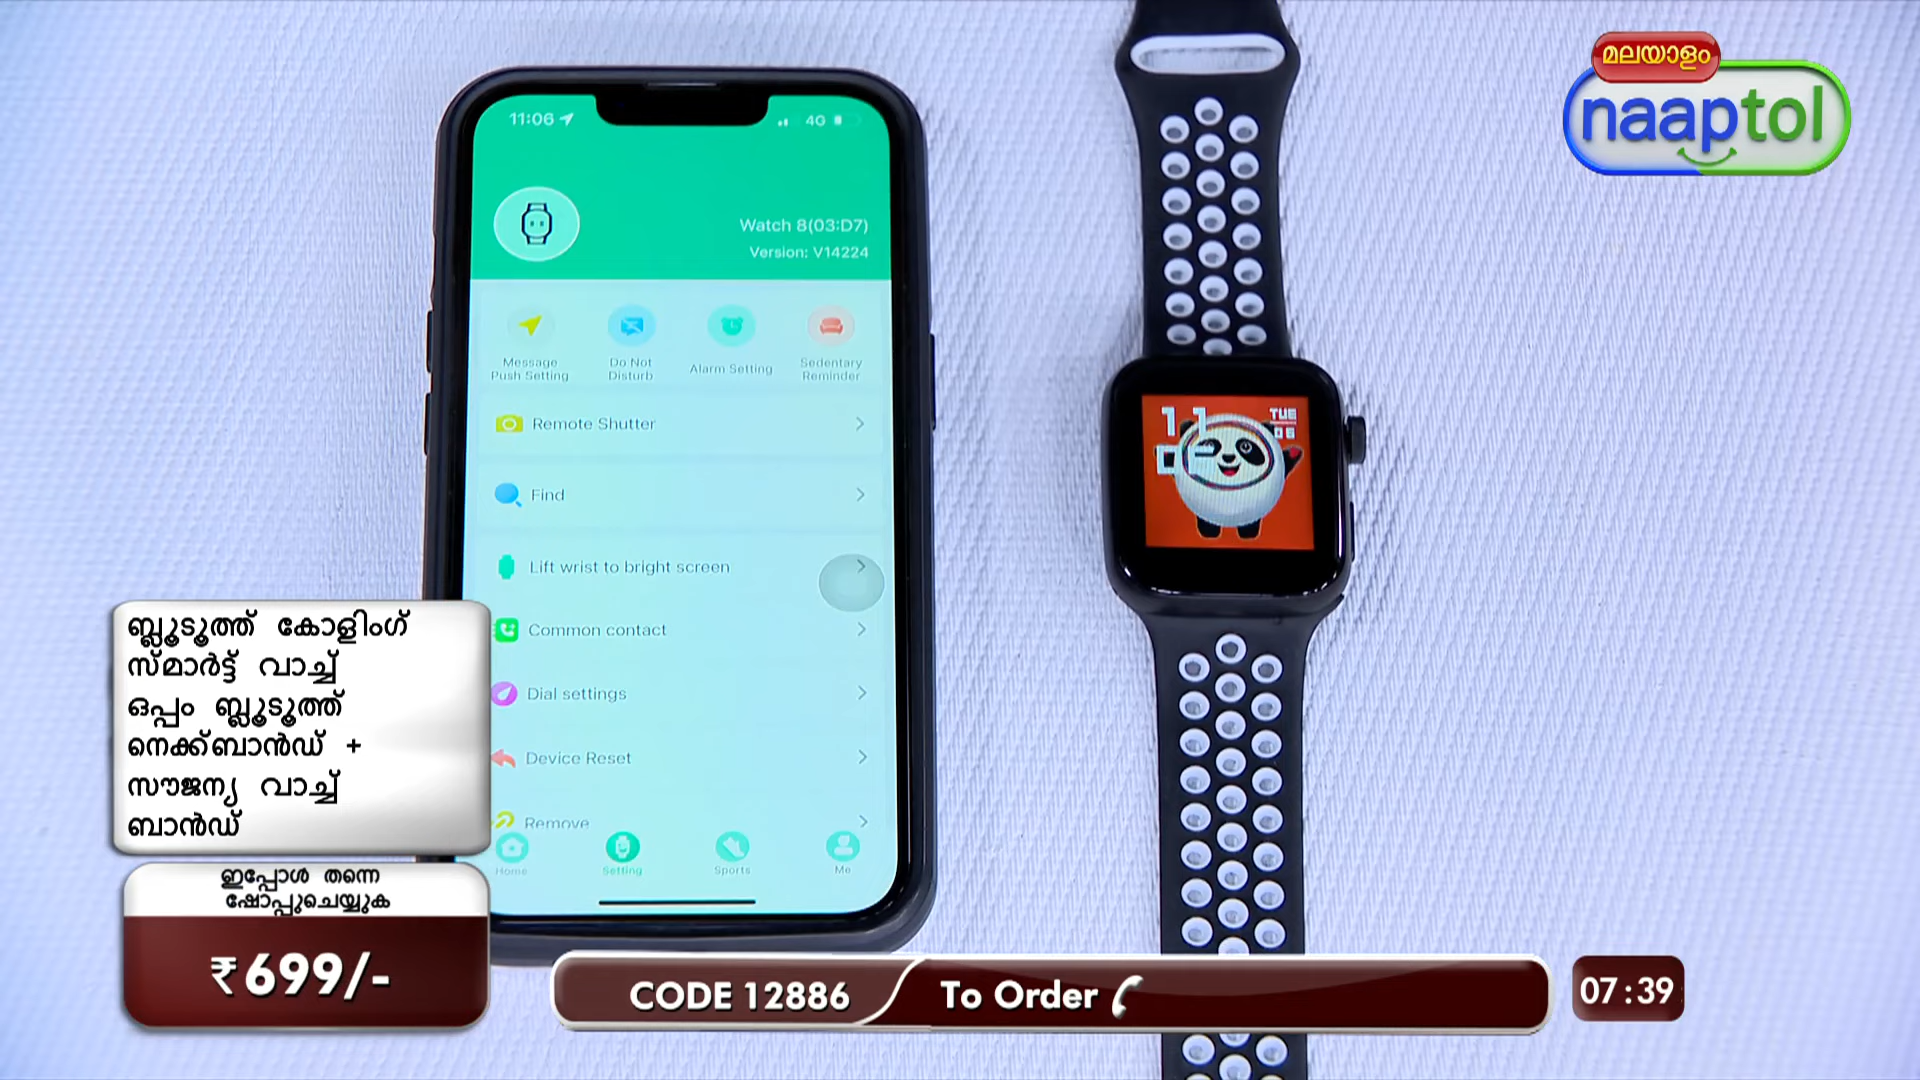 മലയാളം
naaptol
11:06
4G
Watch 8(03:D7)
Version: V14224
Message
Push Setting
Do Not
Disturb
Alarm Setting
Sedentary
Reminder
Remote Shutter
Find
Lift wrist to bright screen
Common contact
Dial settings
Device Reset
Remove
Home
Setting
Sports
Me
TUE
11
06
ബ്ലൂടൂത്ത് കോളിംഗ്
സ്മാർട്ട് വാച്ച്
ഒപ്പം ബ്ലൂടൂത്ത്
നെക്ക്ബാൻഡ് +
സൗജന്യ വാച്ച്
ബാൻഡ്
ഇപ്പോൾ തന്നെ
ഷോപ്പുചെയ്യുക
₹699/-
CODE 12886
To Order
07:39